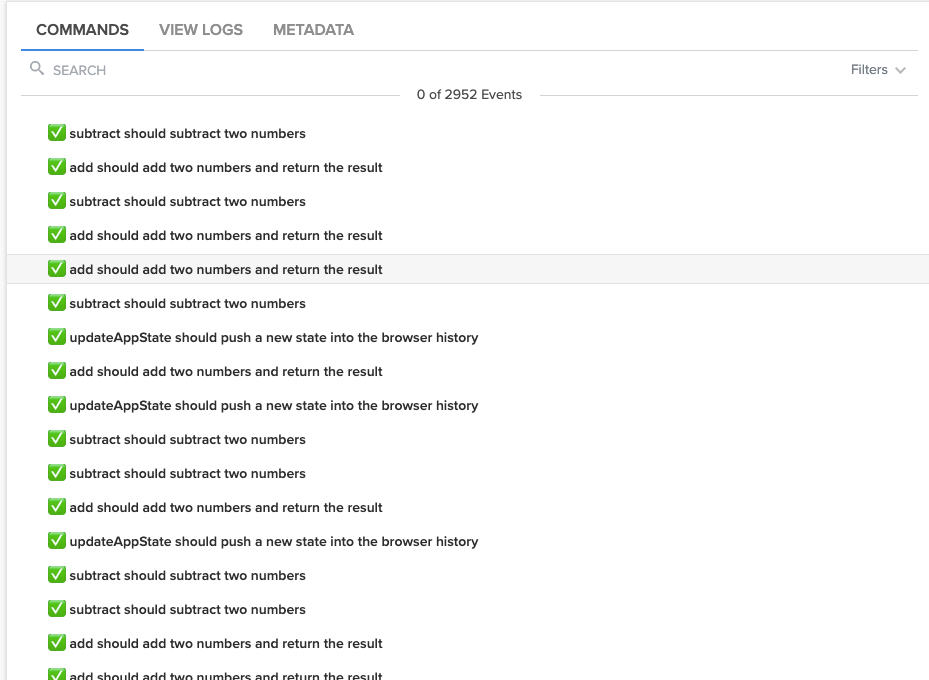 COMMANDS VIEW LOGS METADATA
SEARCH Filters
0 of 2952 Events
✅ subtract should subtract two numbers
✅ add should add two numbers and return the result
✅ subtract should subtract two numbers
✅ add should add two numbers and return the result
✅ add should add two numbers and return the result
✅ subtract should subtract two numbers
✅ updateAppState should push a new state into the browser history
✅ add should add two numbers and return the result
✅ updateAppState should push a new state into the browser history
✅ subtract should subtract two numbers
✅ subtract should subtract two numbers
✅ add should add two numbers and return the result
✅ updateAppState should push a new state into the browser history
✅ subtract should subtract two numbers
✅ subtract should subtract two numbers
✅ add should add two numbers and return the result
✅ add should add two numbers and return the result